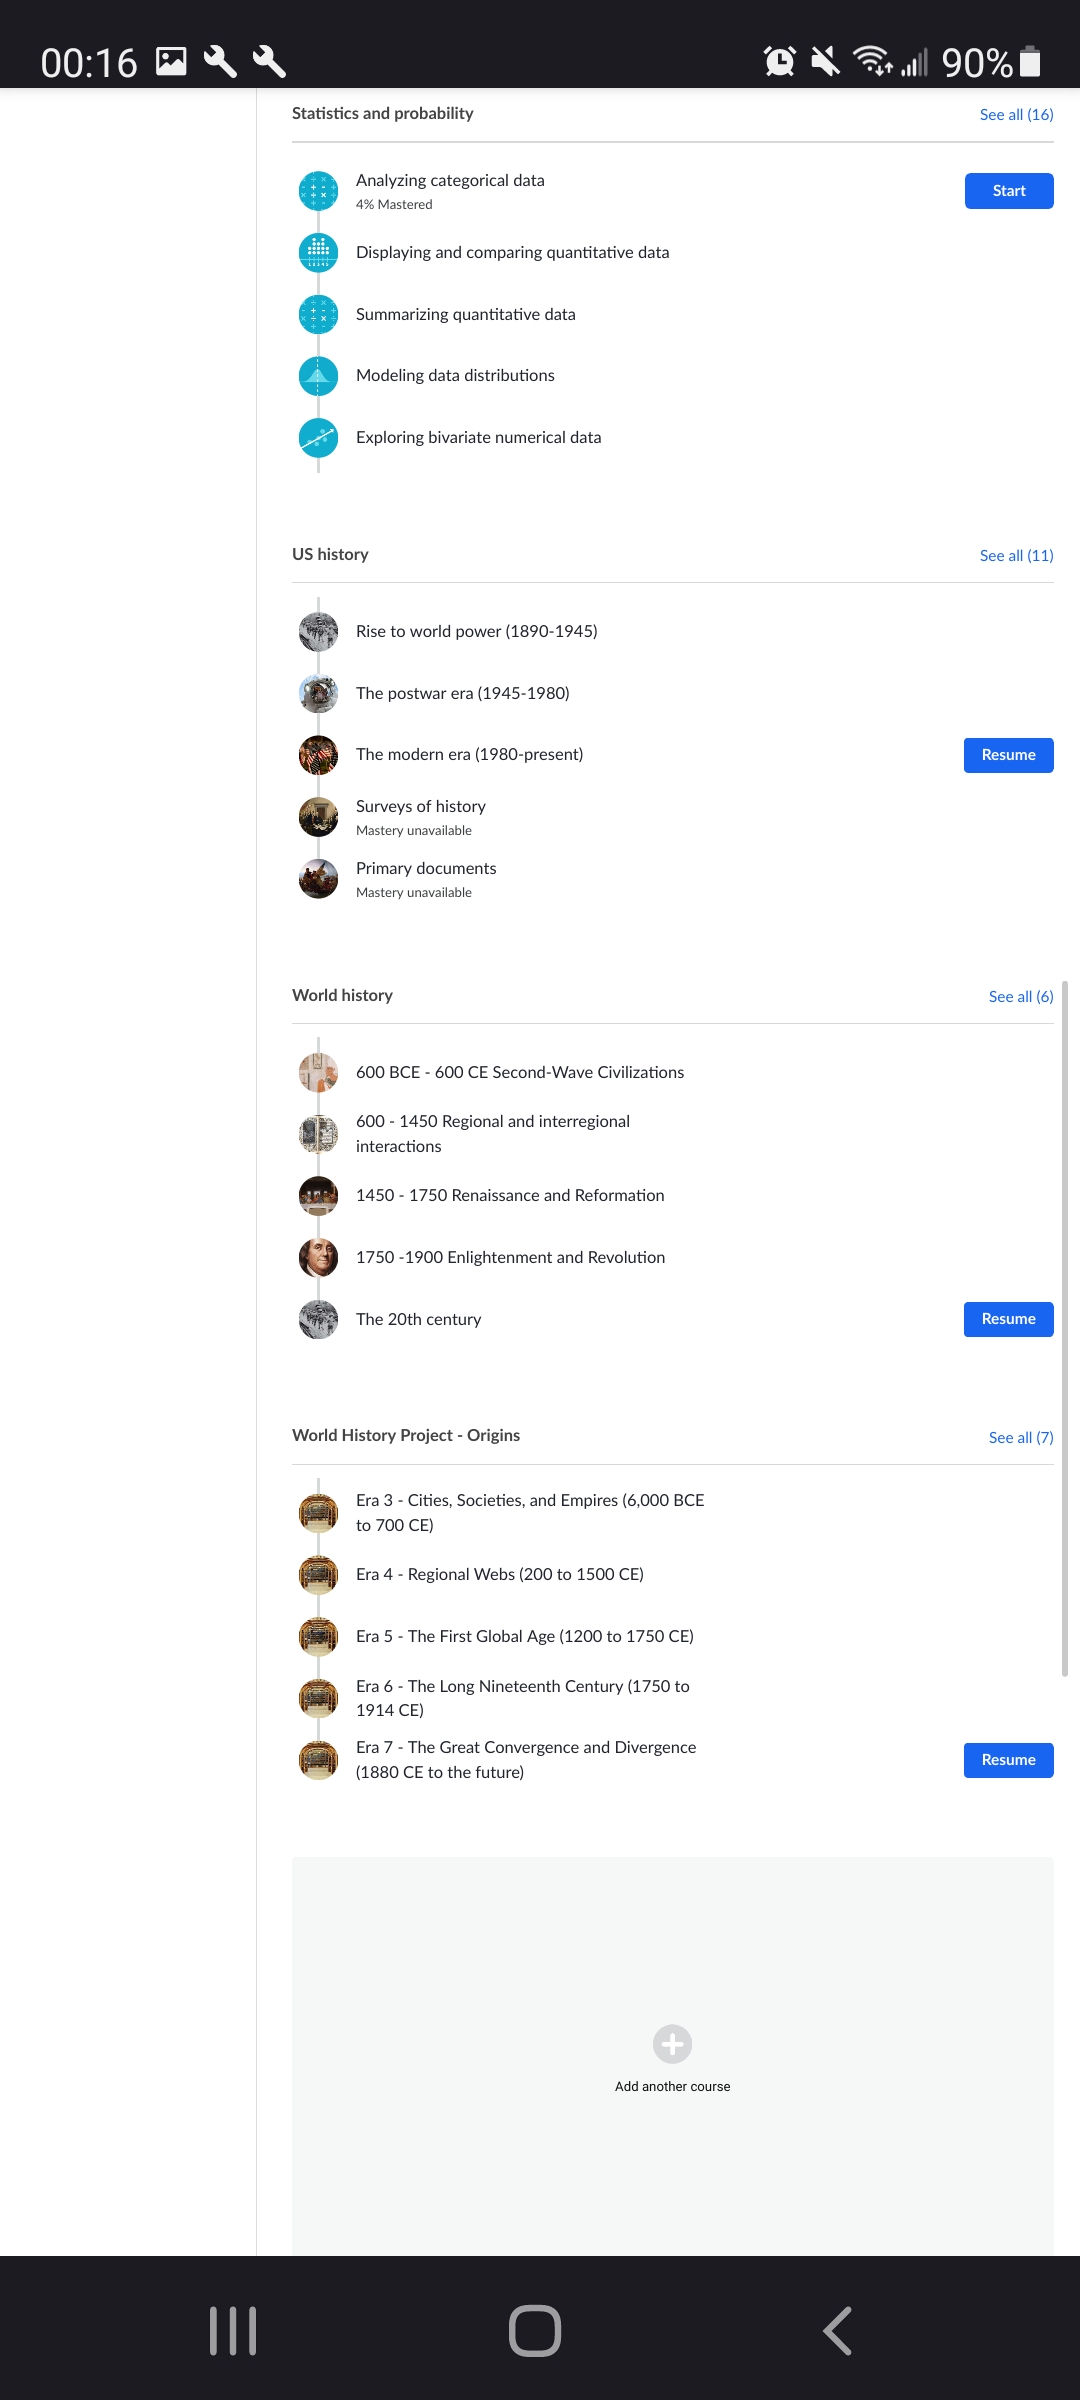 00:16
90%
Statistics and probability
See all (16)
Analyzing categorical data
4% Mastered
Start
Displaying and comparing quantitative data
Summarizing quantitative data
Modeling data distributions
Exploring bivariate numerical data
US history
See all (11)
Rise to world power (1890-1945)
The postwar era (1945-1980)
The modern era (1980-present)
Resume
Surveys of history
Mastery unavailable
Primary documents
Mastery unavailable
World history
See all (6)
600 BCE - 600 CE Second-Wave Civilizations
600 - 1450 Regional and interregional
interactions
1450 - 1750 Renaissance and Reformation
1750 -1900 Enlightenment and Revolution
The 20th century
Resume
World History Project - Origins
See all (7)
Era 3 - Cities, Societies, and Empires (6,000 BCE
to 700 CE)
Era 4 - Regional Webs (200 to 1500 CE)
Era 5 - The First Global Age (1200 to 1750 CE)
Era 6 - The Long Nineteenth Century (1750 to
1914 CE)
Era 7 - The Great Convergence and Divergence
(1880 CE to the future)
Resume
Add another course